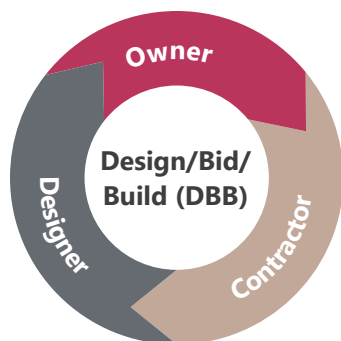 Owner
Design/Bid/
Build (DBB)
Designer
Contractor